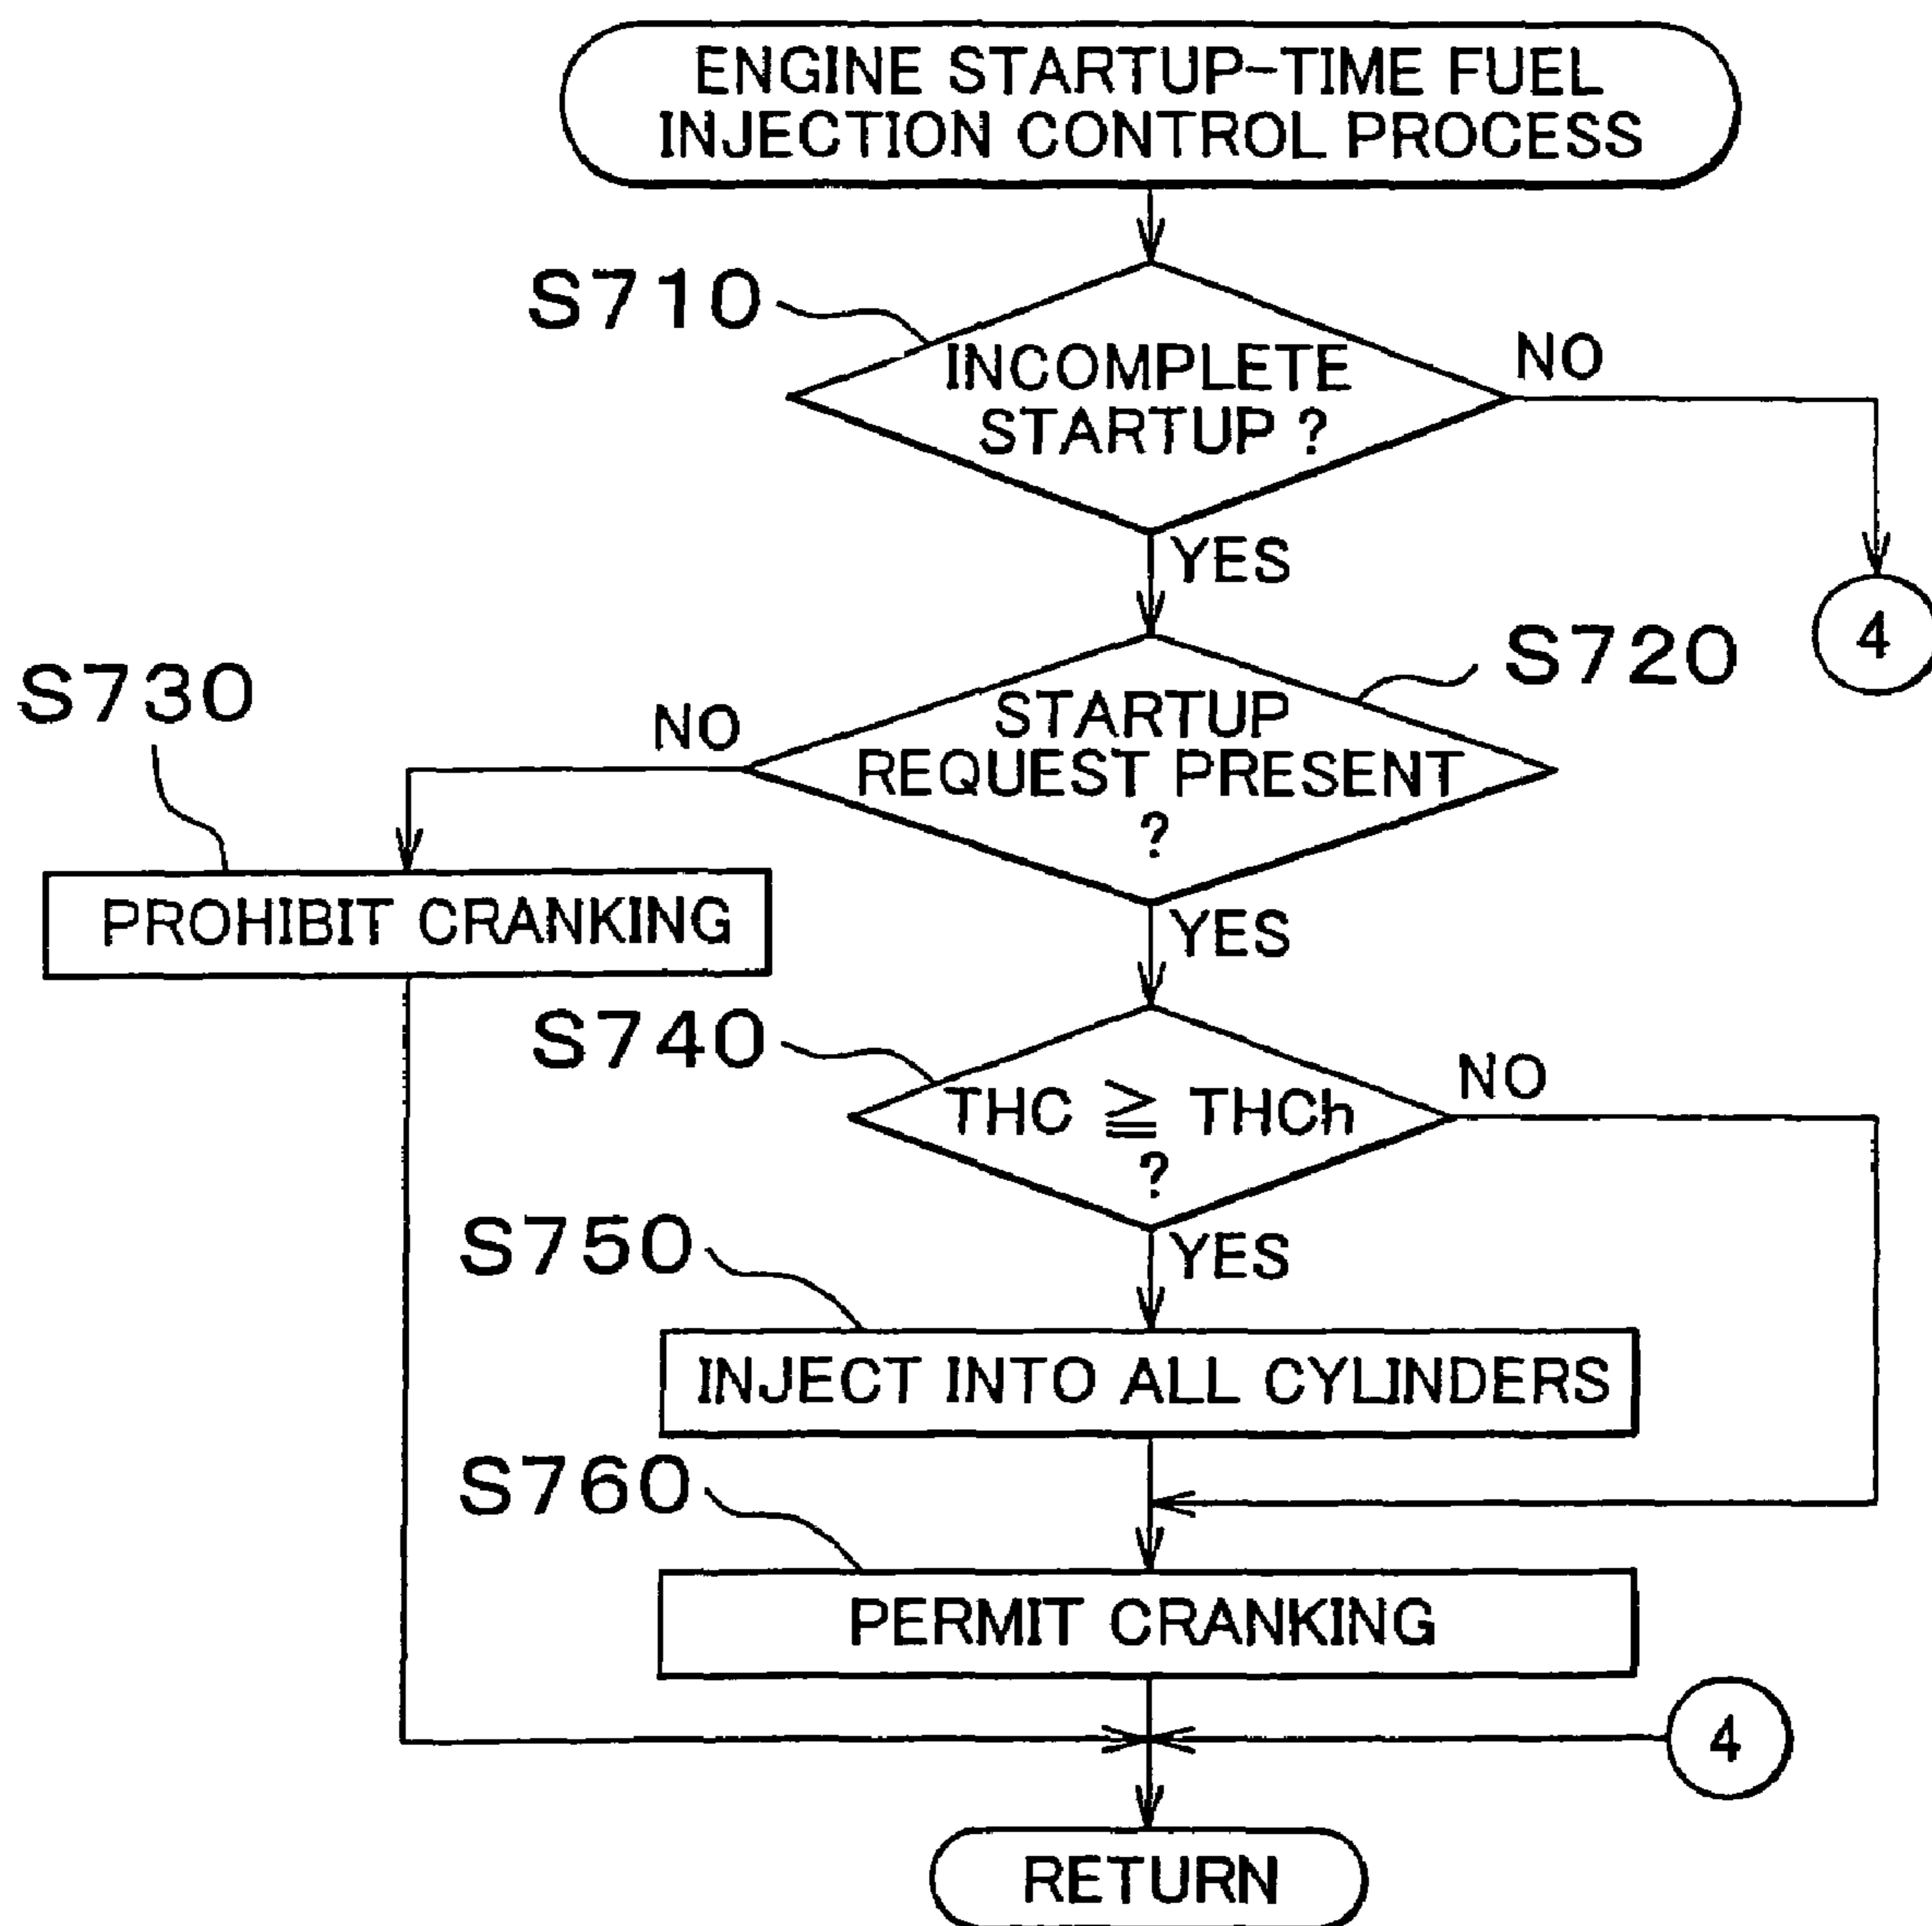 ENGINE STARTUP-TIME FUEL
INJECTION CONTROL PROCESS
S710
INCOMPLETE
STARTUP ?
NO
YES
4
S720
S730
NO
STARTUP
REQUEST PRESENT
?
PROHIBIT CRANKING
YES
S740
THC ≧ THCh
?
NO
S750
YES
INJECT INTO ALL CYLINDERS
S760
PERMIT CRANKING
4
RETURN